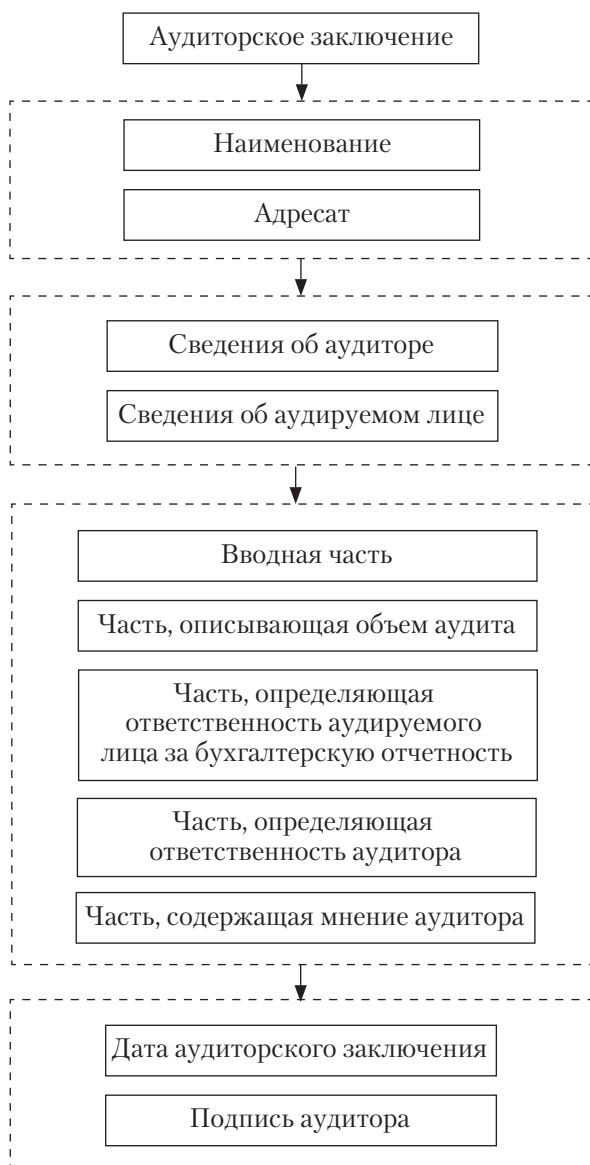 Аудиторское заключение
Наименование
Адресат
Сведения об аудиторе
Сведения об аудируемом лице
Вводная часть
Часть, описывающая объем аудита
Часть, определяющая
ответственность аудируемого
лица за бухгалтерскую отчетность
Часть, определяющая
ответственность аудитора
Часть, содержащая мнение аудитора
Дата аудиторского заключения
Подпись аудитора